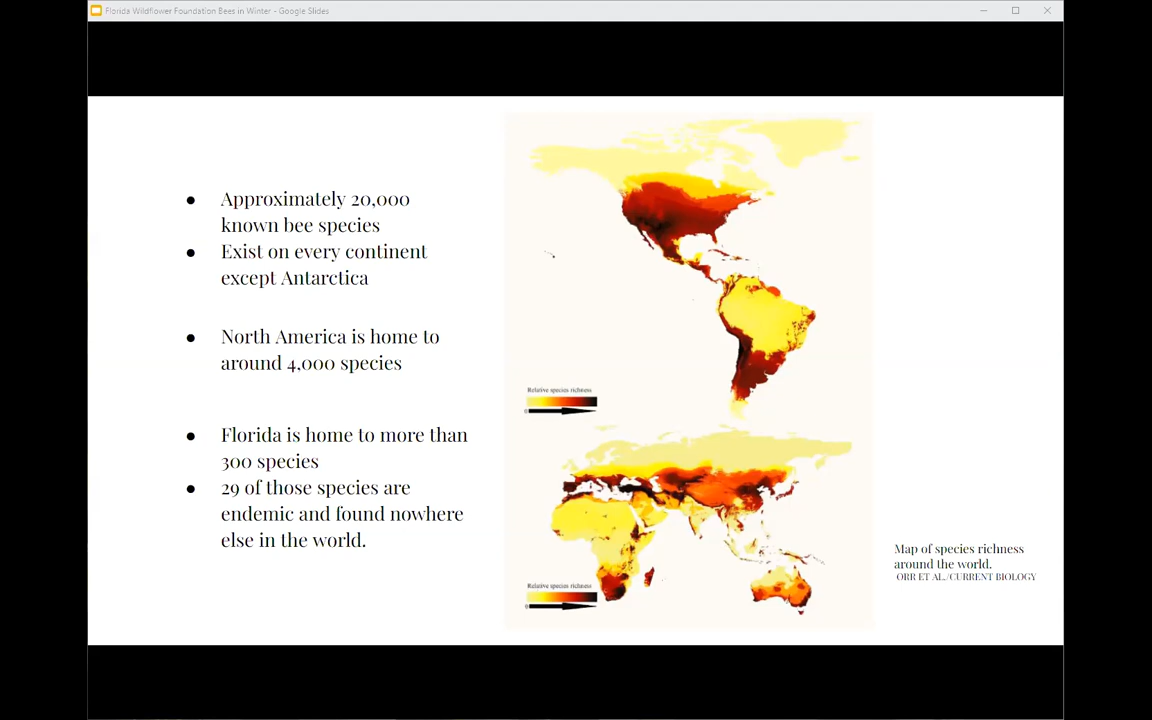 Florida Wildflower Foundation Bees in Winter - Google Slides
● Approximately 20,000
known bee species
● Exist on every continent
except Antarctica
● North America is home to
around 4,000 species
● Florida is home to more than
300 species
● 29 of those species are
endemic and found nowhere
else in the world.
Relative species richness
0
Relative species richness
0
Map of species richness
around the world.
ORR ET AL./CURRENT BIOLOGY